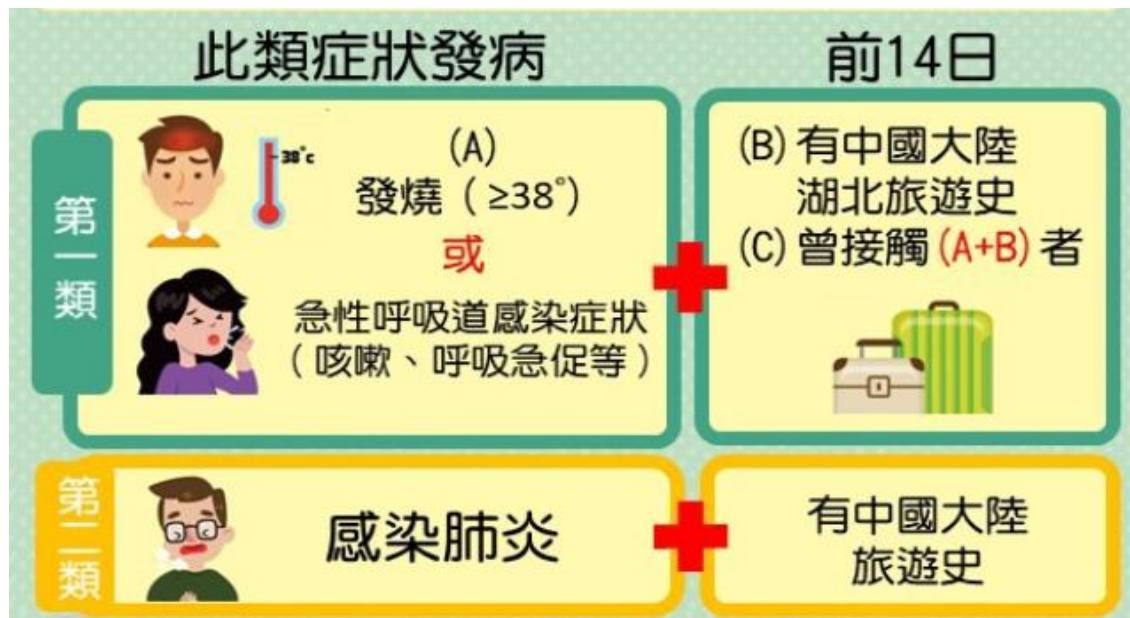 此類症狀發病
前14日
第一類
38°c
(A)
發燒（≥38°）
或
急性呼吸道感染症狀
（咳嗽、呼吸急促等）
(B)有中國大陸
湖北旅遊史
(C)曾接觸(A+B)者
第二類
感染肺炎
有中國大陸
旅遊史